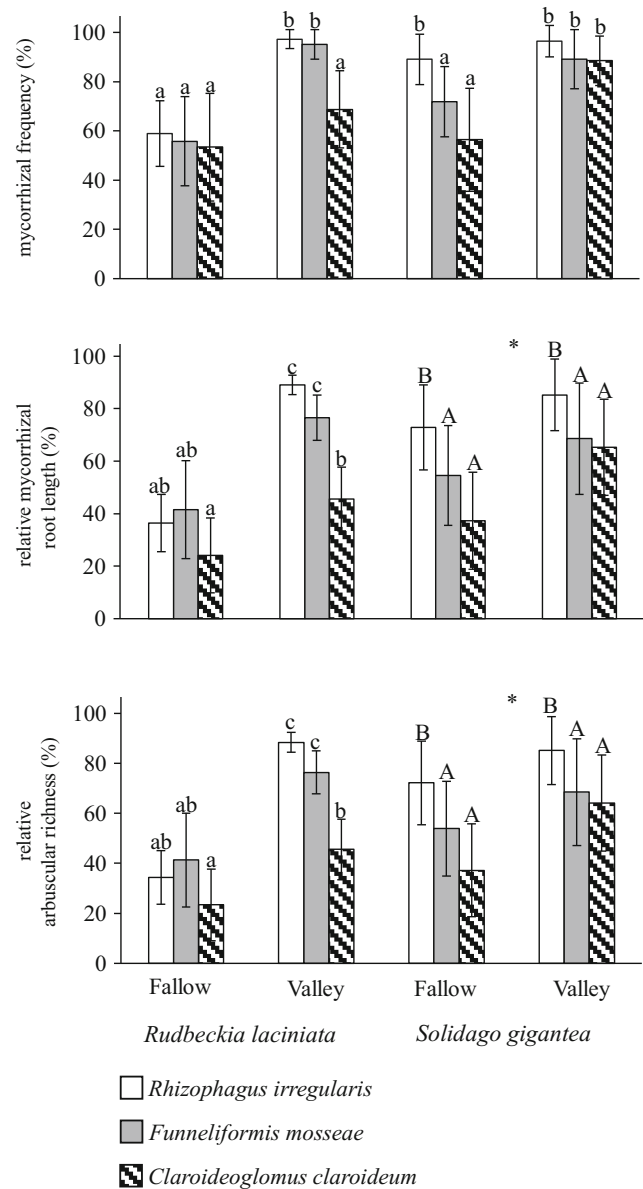 mycorrhizal frequency (%)
100
80
60
40
20
0
a a a
b b a
b a a
b b b
relative mycorrhizal
root length (%)
100
80
60
40
20
0
ab ab a
c c b
B A A
*
B A A
relative
arbuscular richness (%)
100
80
60
40
20
0
ab ab a
c c b
B A A
*
B A A
Fallow Valley Fallow Valley
Rudbeckia laciniata Solidago gigantea
Rhizophagus irregularis
Funneliformis mosseae
Claroideoglomus claroideum